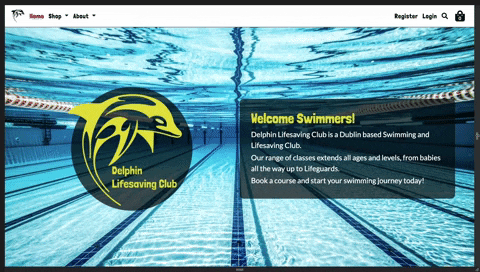 Home Shop About Register Login
Delphin
Lifesaving Club
Welcome Swimmers!
Delphin Lifesaving Club is a Dublin based Swimming and
Lifesaving Club.
Our range of classes extend all ages and levels, from babies
all the way up to Lifeguards.
Book a course and start your swimming journey today!